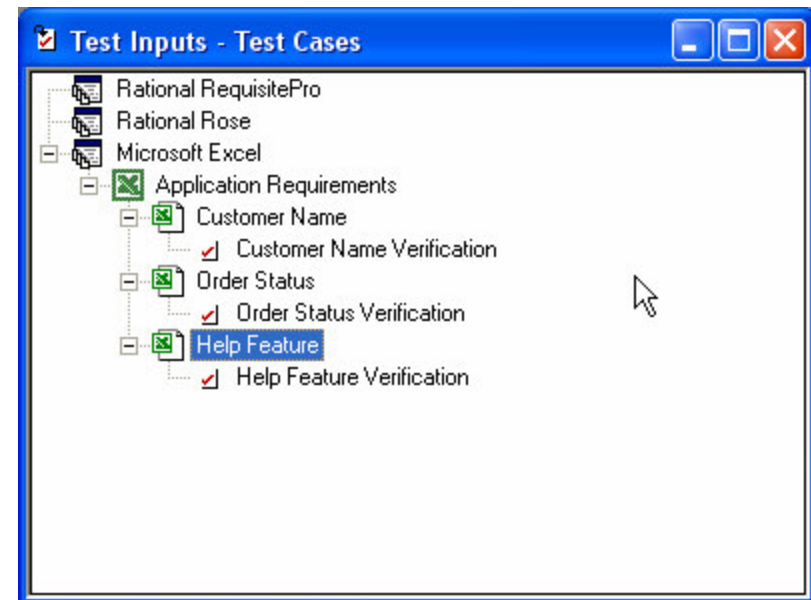 Test Inputs - Test Cases
Rational RequisitePro
Rational Rose
Microsoft Excel
Application Requirements
Customer Name
Customer Name Verification
Order Status
Order Status Verification
Help Feature
Help Feature Verification